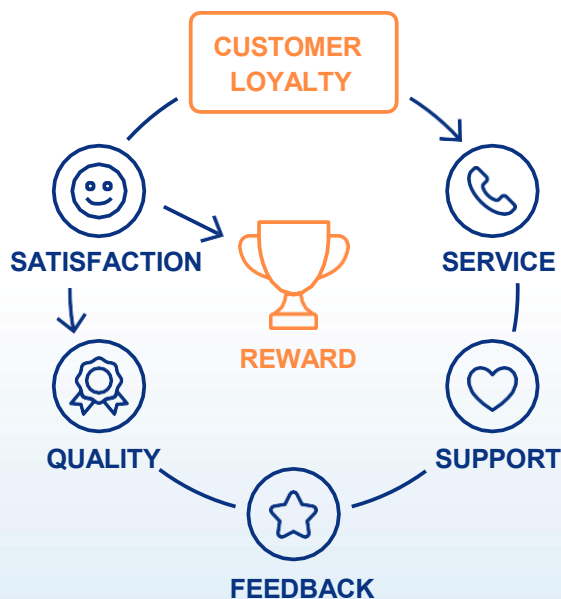 CUSTOMER
LOYALTY
SATISFACTION
SERVICE
REWARD
QUALITY
SUPPORT
FEEDBACK